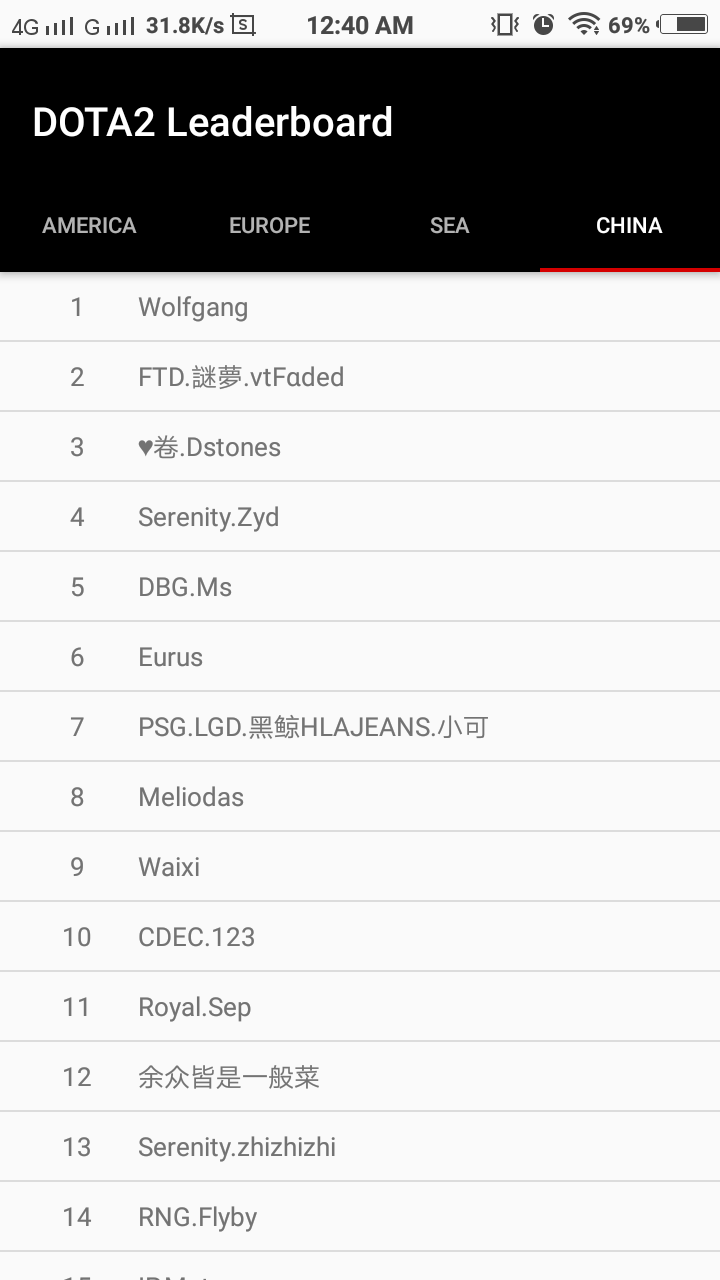 4G G 31.8K/s S 12:40 AM 69%
DOTA2 Leaderboard
AMERICA EUROPE SEA CHINA
1 Wolfgang
2 FTD.謎夢.vtFαded
3 ♥卷.Dstones
4 Serenity.Zyd
5 DBG.Ms
6 Eurus
7 PSG.LGD.黑鲸HLAJEANS.小可
8 Meliodas
9 Waixi
10 CDEC.123
11 Royal.Sep
12 余众皆是一般菜
13 Serenity.zhizhizhi
14 RNG.Flyby